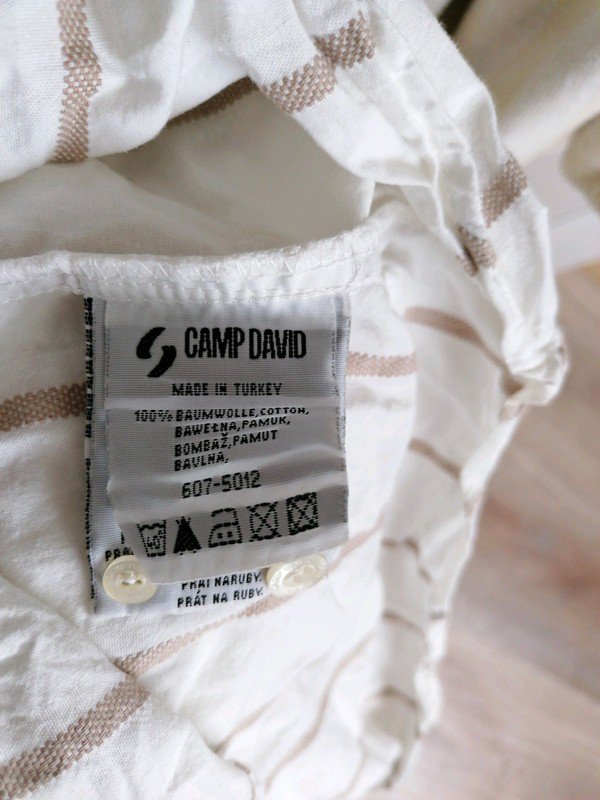 CAMP DAVID
MADE IN TURKEY
100% BAUMWOLLE,COTTON,
BAWEŁNA,PAMUK,
BOMBAŽ,PAMUT
BAVLNA,
607-5012
PRAŤ NARUBY.
PRÁT NA RUBY.